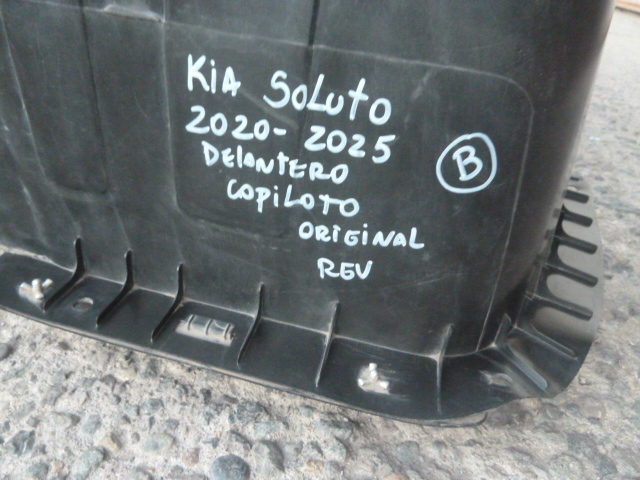 Kia Soluto
2020-2025
DElANTERO
COPiLOTO
ORIGINAL
REV
B